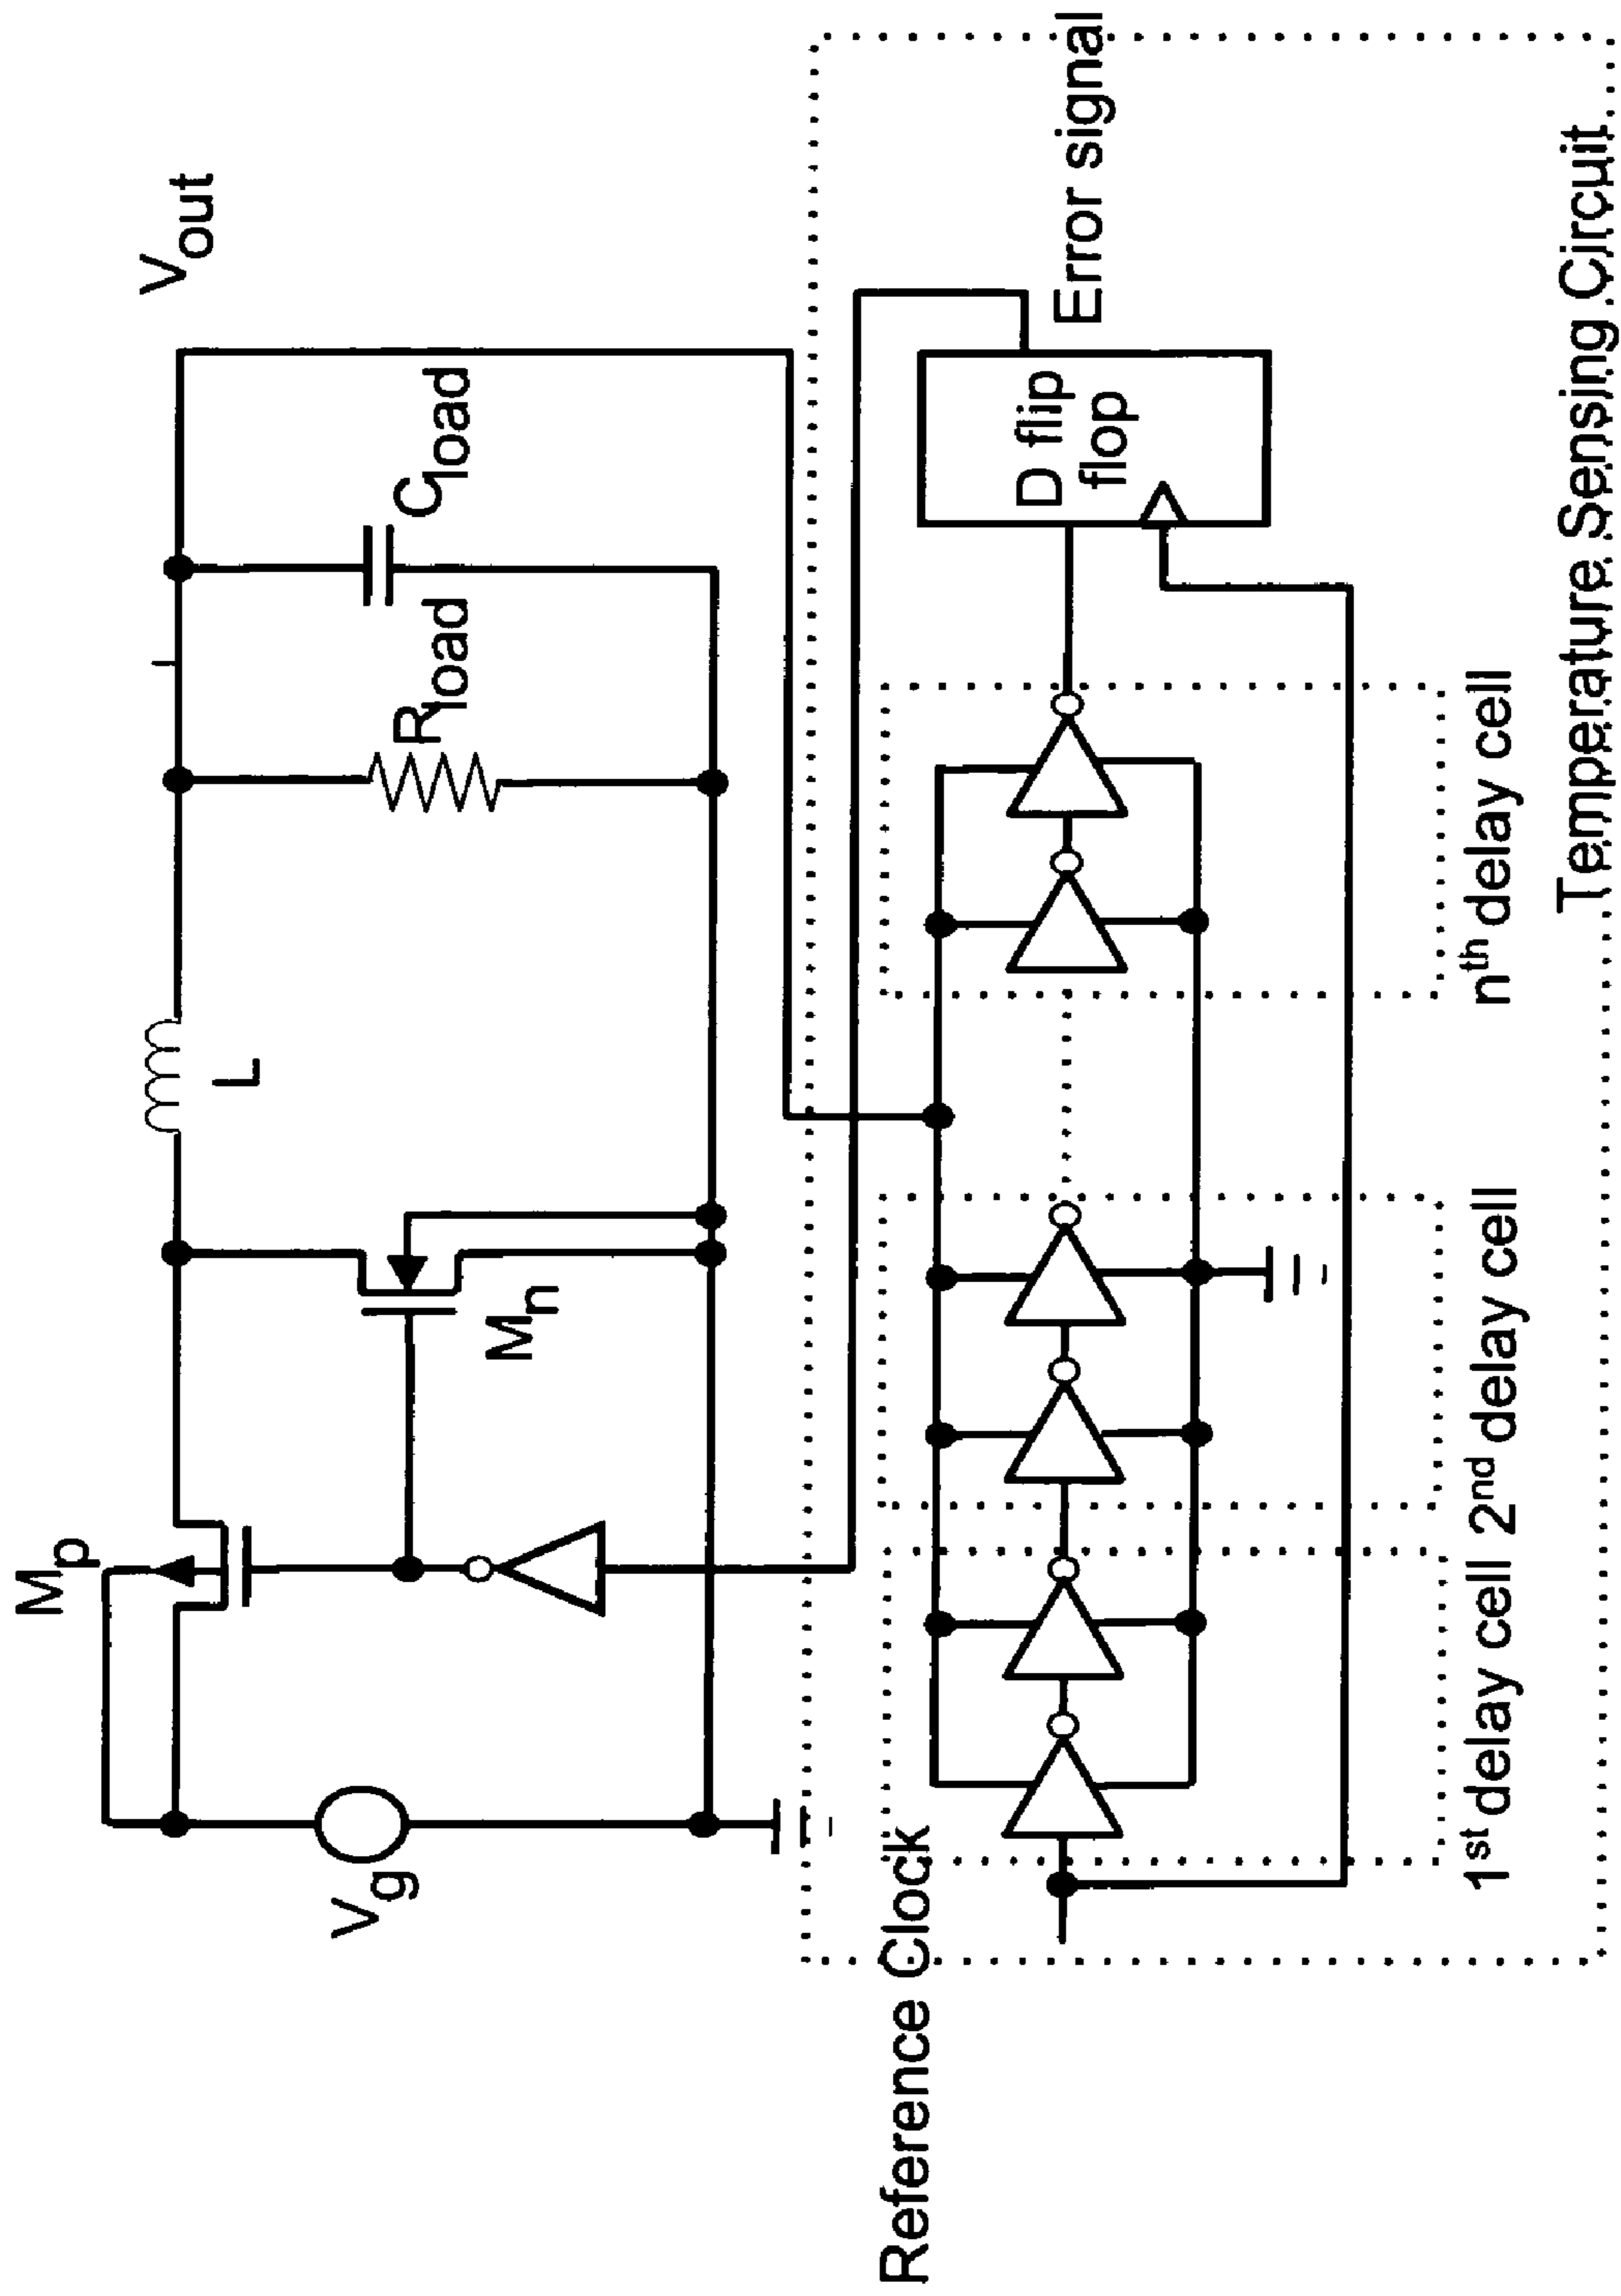 Mp
Vg
Mn
L
Rload
Cload
Vout
Reference Clock
D flip
flop
Error signal
1st delay cell 2nd delay cell
nth delay cell
Temperature Sensing Circuit